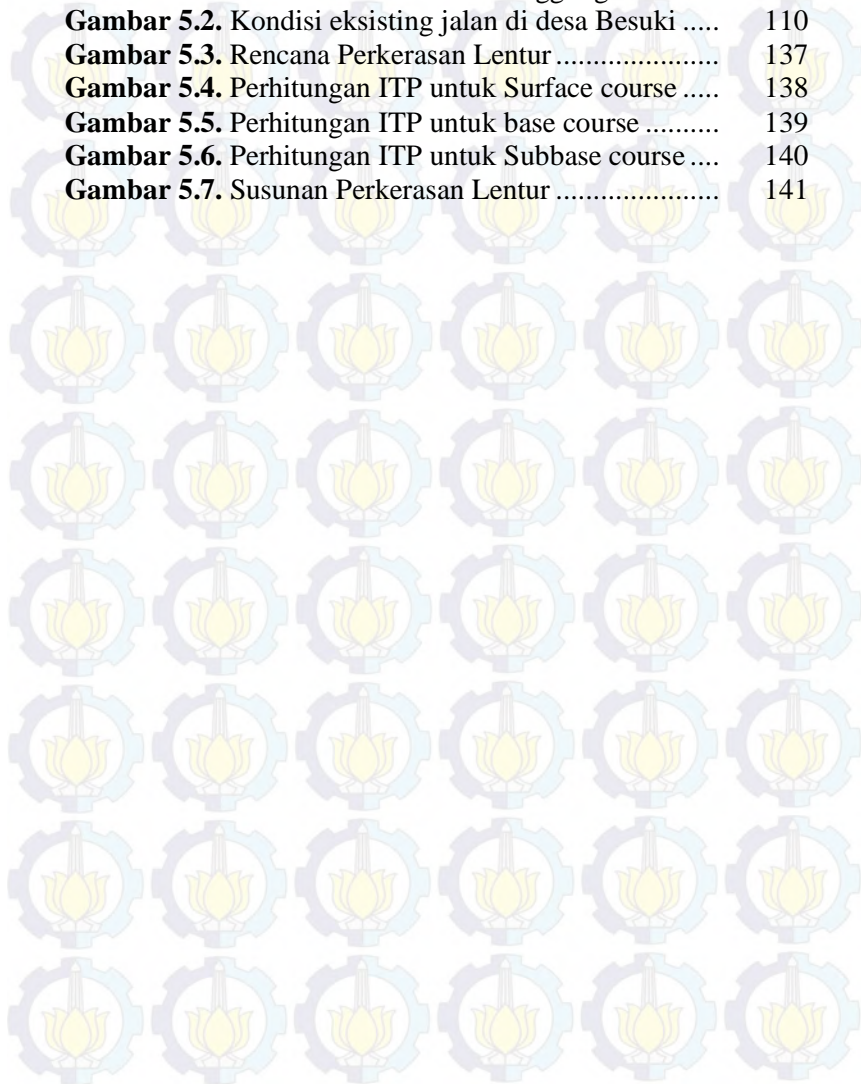 Gambar 5.2. Kondisi eksisting jalan di desa Besuki ..... 110
Gambar 5.3. Rencana Perkerasan Lentur ...................... 137
Gambar 5.4. Perhitungan ITP untuk Surface course ..... 138
Gambar 5.5. Perhitungan ITP untuk base course .......... 139
Gambar 5.6. Perhitungan ITP untuk Subbase course .... 140
Gambar 5.7. Susunan Perkerasan Lentur ...................... 141